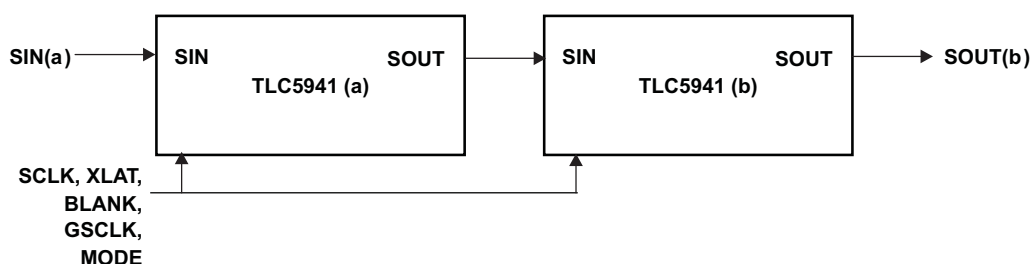 SIN(a)
SIN
SOUT
TLC5941 (a)
SIN
SOUT
TLC5941 (b)
SOUT(b)
SCLK, XLAT,
BLANK,
GSCLK,
MODE